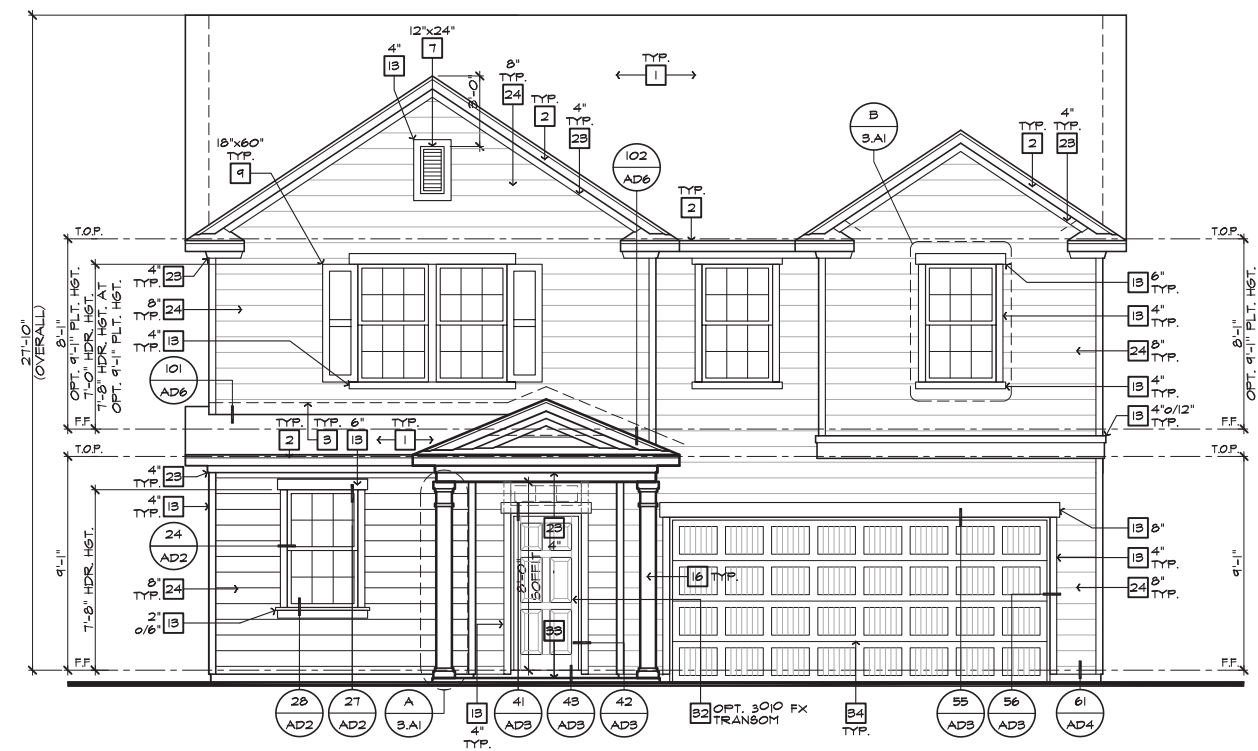 12"x24"
7
4"
13
8"
TYP.
24
3'-0"
TYP.
2
4"
TYP.
23
TYP.
1
B
3.A1
TYP.
2
4"
TYP.
23
18"x60"
TYP.
9
102
AD6
TYP.
2
T.O.P.
T.O.P.
4"
TYP.
23
8"
TYP.
24
4"
TYP.
13
101
AD6
27'-10"
(OVERALL)
8'-1"
OPT. 9'-1" PLT. HGT.
7'-0" HDR. HGT.
7'-8" HDR. HGT. AT
OPT. 9'-1" PLT. HGT.
13 6"
TYP.
13 4"
TYP.
24 8"
TYP.
13 4"
TYP.
13 4"o/12"
TYP.
8'-1"
OPT. 9'-1" PLT. HGT.
F.F.
F.F.
TYP.
2
TYP.
3
6"
13
TYP.
1
T.O.P.
T.O.P.
4"
TYP.
23
4"
TYP.
13
24
AD2
8"
TYP.
24
2"
o/6"
13
9'-1"
7'-8" HDR. HGT.
23
4"
8'-0"
SOFFIT
33
16 TYP.
13 8"
13 4"
TYP.
24 8"
TYP.
9'-1"
F.F.
F.F.
28
AD2
27
AD2
A
3.A1
13
4"
TYP.
41
AD3
43
AD3
42
AD3
32 OPT. 3010 FX
TRANSOM
34
TYP.
55
AD3
56
AD3
61
AD4